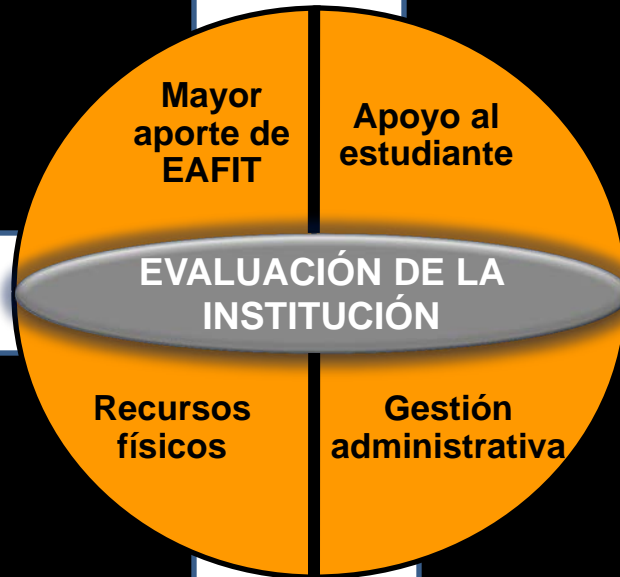 Mayor
aporte de
EAFIT
Apoyo al
estudiante
EVALUACIÓN DE LA
INSTITUCIÓN
Recursos
físicos
Gestión
administrativa